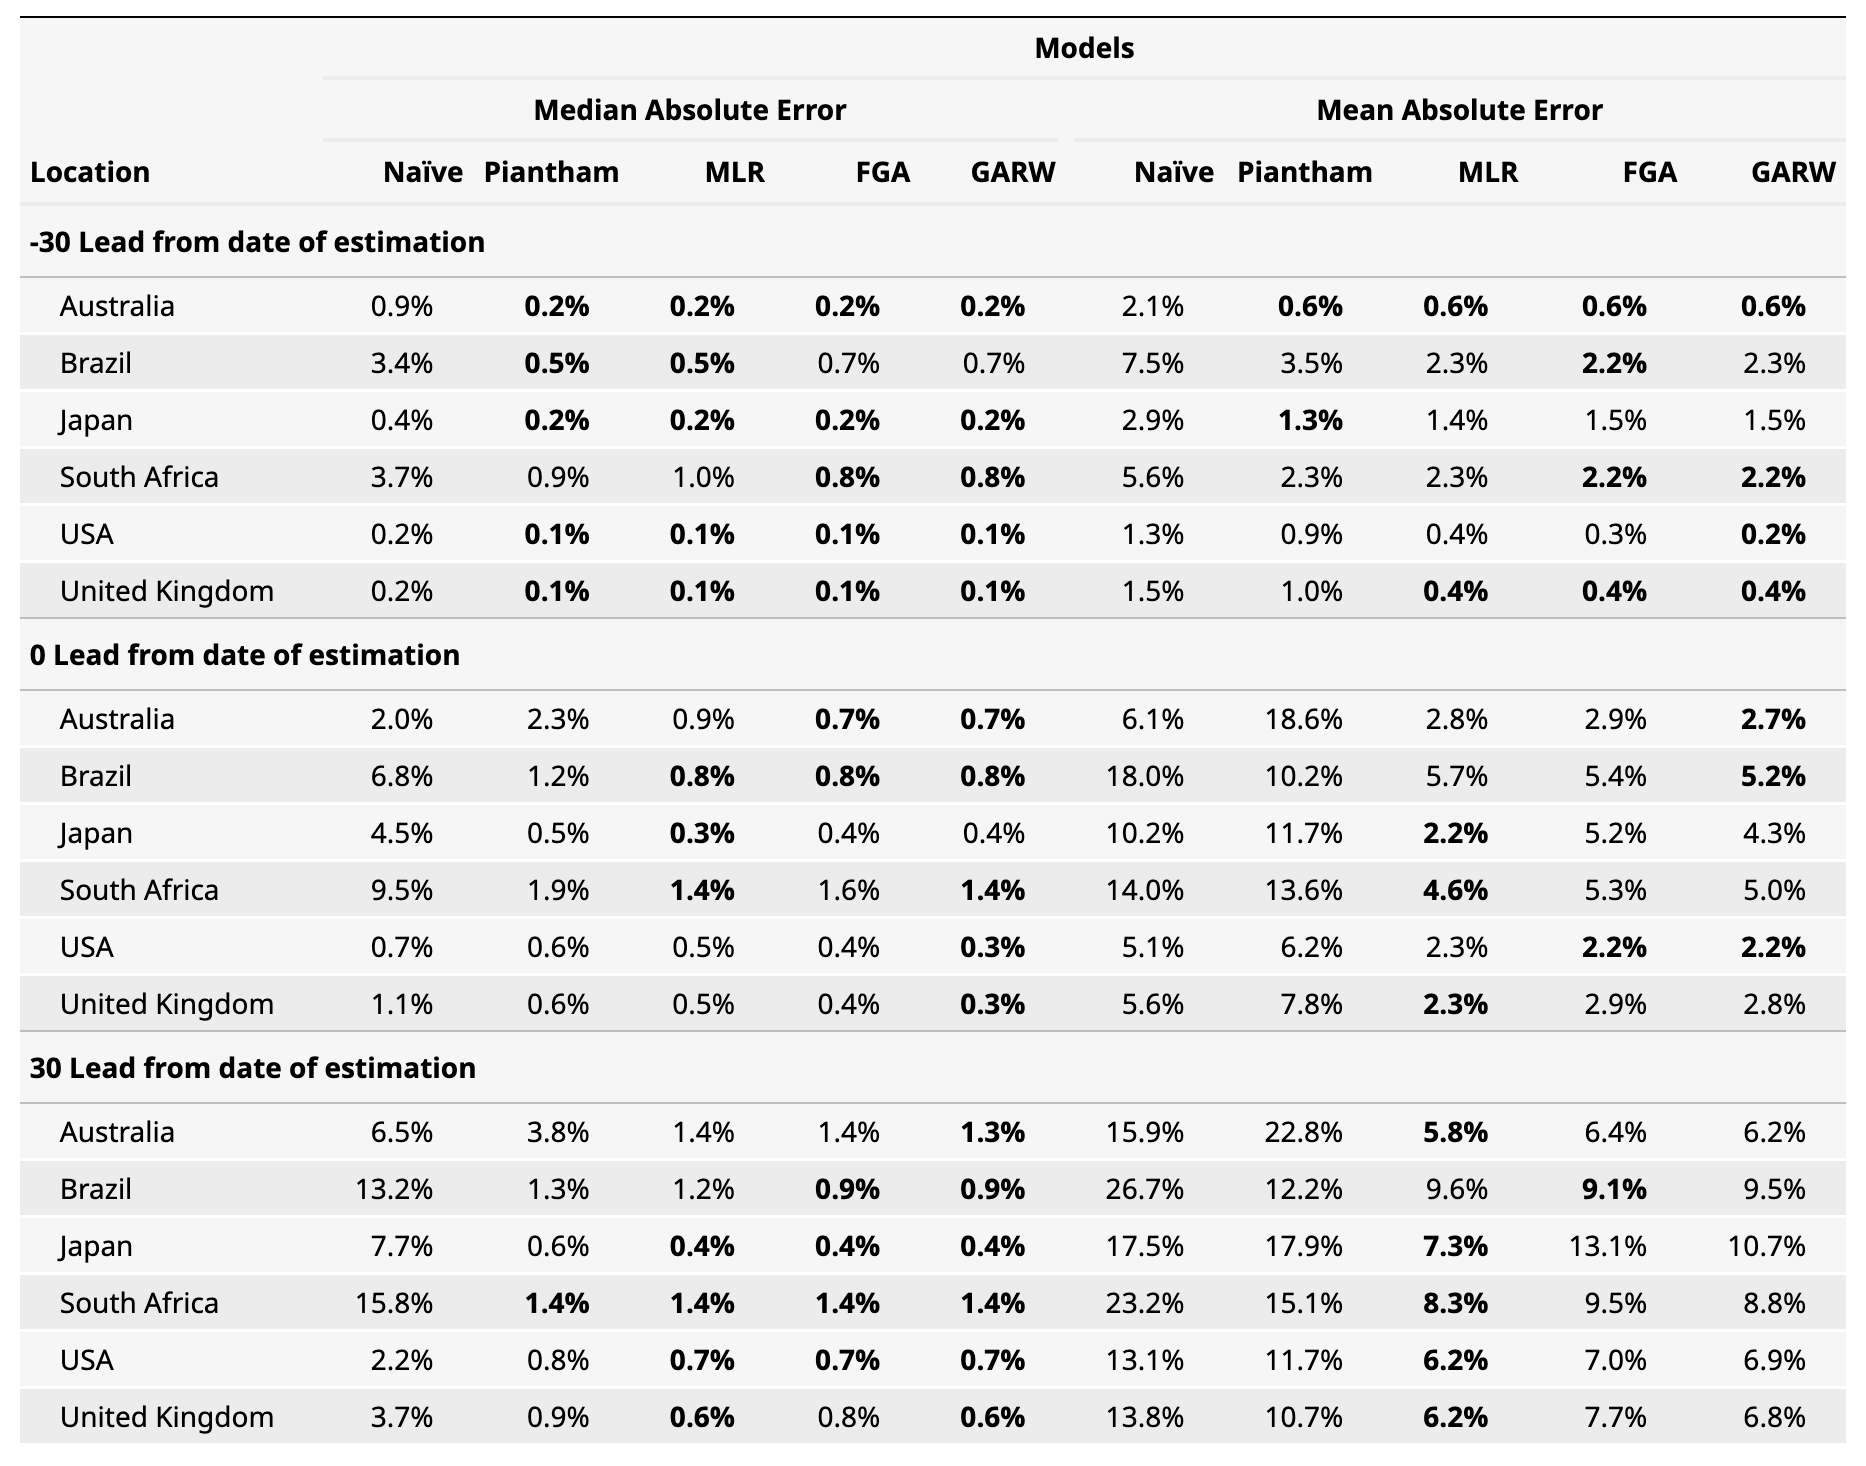 Models
Median Absolute Error Mean Absolute Error
Location Naïve Piantham MLR FGA GARW Naïve Piantham MLR FGA GARW
-30 Lead from date of estimation
Australia 0.9% 0.2% 0.2% 0.2% 0.2% 2.1% 0.6% 0.6% 0.6% 0.6%
Brazil 3.4% 0.5% 0.5% 0.7% 0.7% 7.5% 3.5% 2.3% 2.2% 2.3%
Japan 0.4% 0.2% 0.2% 0.2% 0.2% 2.9% 1.3% 1.4% 1.5% 1.5%
South Africa 3.7% 0.9% 1.0% 0.8% 0.8% 5.6% 2.3% 2.3% 2.2% 2.2%
USA 0.2% 0.1% 0.1% 0.1% 0.1% 1.3% 0.9% 0.4% 0.3% 0.2%
United Kingdom 0.2% 0.1% 0.1% 0.1% 0.1% 1.5% 1.0% 0.4% 0.4% 0.4%
0 Lead from date of estimation
Australia 2.0% 2.3% 0.9% 0.7% 0.7% 6.1% 18.6% 2.8% 2.9% 2.7%
Brazil 6.8% 1.2% 0.8% 0.8% 0.8% 18.0% 10.2% 5.7% 5.4% 5.2%
Japan 4.5% 0.5% 0.3% 0.4% 0.4% 10.2% 11.7% 2.2% 5.2% 4.3%
South Africa 9.5% 1.9% 1.4% 1.6% 1.4% 14.0% 13.6% 4.6% 5.3% 5.0%
USA 0.7% 0.6% 0.5% 0.4% 0.3% 5.1% 6.2% 2.3% 2.2% 2.2%
United Kingdom 1.1% 0.6% 0.5% 0.4% 0.3% 5.6% 7.8% 2.3% 2.9% 2.8%
30 Lead from date of estimation
Australia 6.5% 3.8% 1.4% 1.4% 1.3% 15.9% 22.8% 5.8% 6.4% 6.2%
Brazil 13.2% 1.3% 1.2% 0.9% 0.9% 26.7% 12.2% 9.6% 9.1% 9.5%
Japan 7.7% 0.6% 0.4% 0.4% 0.4% 17.5% 17.9% 7.3% 13.1% 10.7%
South Africa 15.8% 1.4% 1.4% 1.4% 1.4% 23.2% 15.1% 8.3% 9.5% 8.8%
USA 2.2% 0.8% 0.7% 0.7% 0.7% 13.1% 11.7% 6.2% 7.0% 6.9%
United Kingdom 3.7% 0.9% 0.6% 0.8% 0.6% 13.8% 10.7% 6.2% 7.7% 6.8%